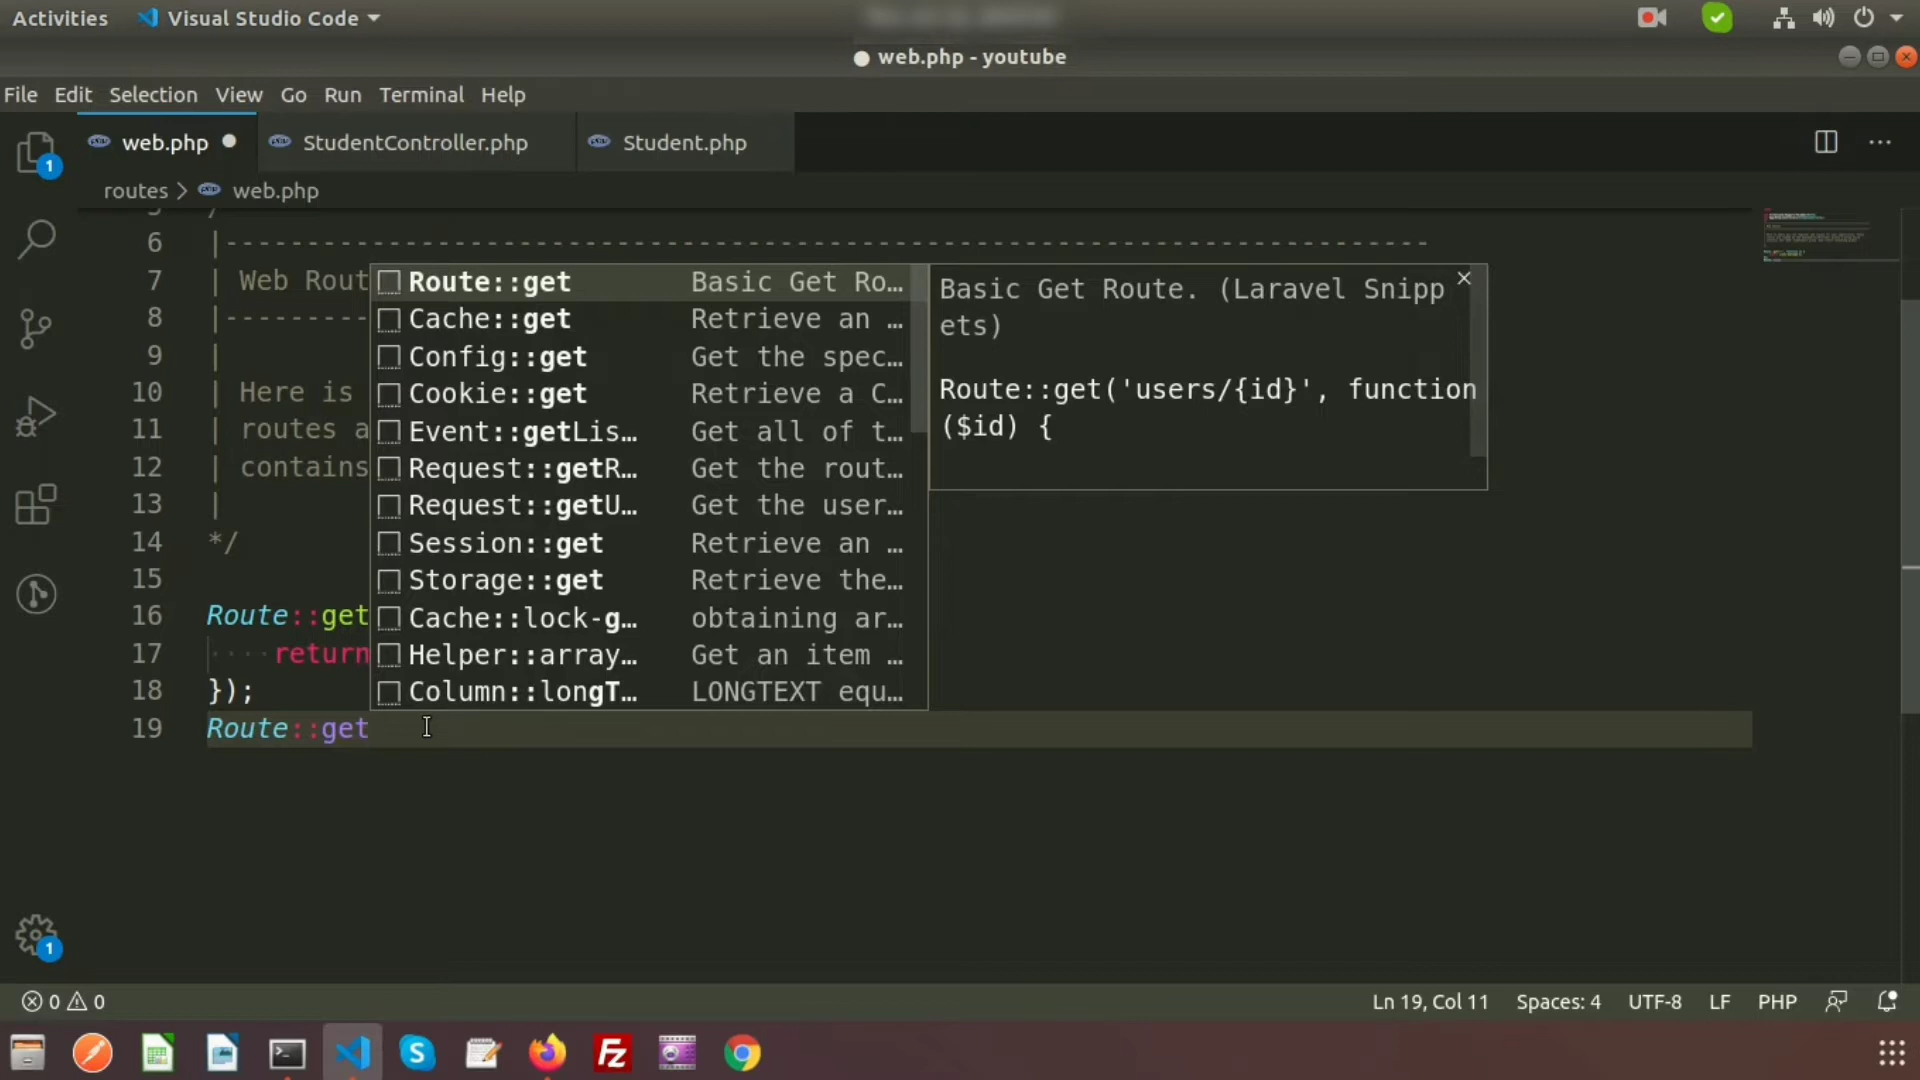 Activities Visual Studio Code
web.php - youtube
File Edit Selection View Go Run Terminal Help
web.php StudentController.php Student.php
1
routes > web.php
5 /
6 |--------------------------------------------------------------------------
7 | Web Rout
8 |---------
9 |
10 | Here is
11 | routes a
12 | contains
13 |
14 */
15
16 Route::get
17 ····return
18 });
19 Route::get
Route::get Basic Get Ro…
Cache::get Retrieve an …
Config::get Get the spec…
Cookie::get Retrieve a C…
Event::getLis… Get all of t…
Request::getR… Get the rout…
Request::getU… Get the user…
Session::get Retrieve an …
Storage::get Retrieve the…
Cache::lock-g… obtaining ar…
Helper::array… Get an item …
Column::longT… LONGTEXT equ…
Basic Get Route. (Laravel Snipp
ets)
Route::get('users/{id}', function
($id) {
1
0 0 Ln 19, Col 11 Spaces: 4 UTF-8 LF PHP